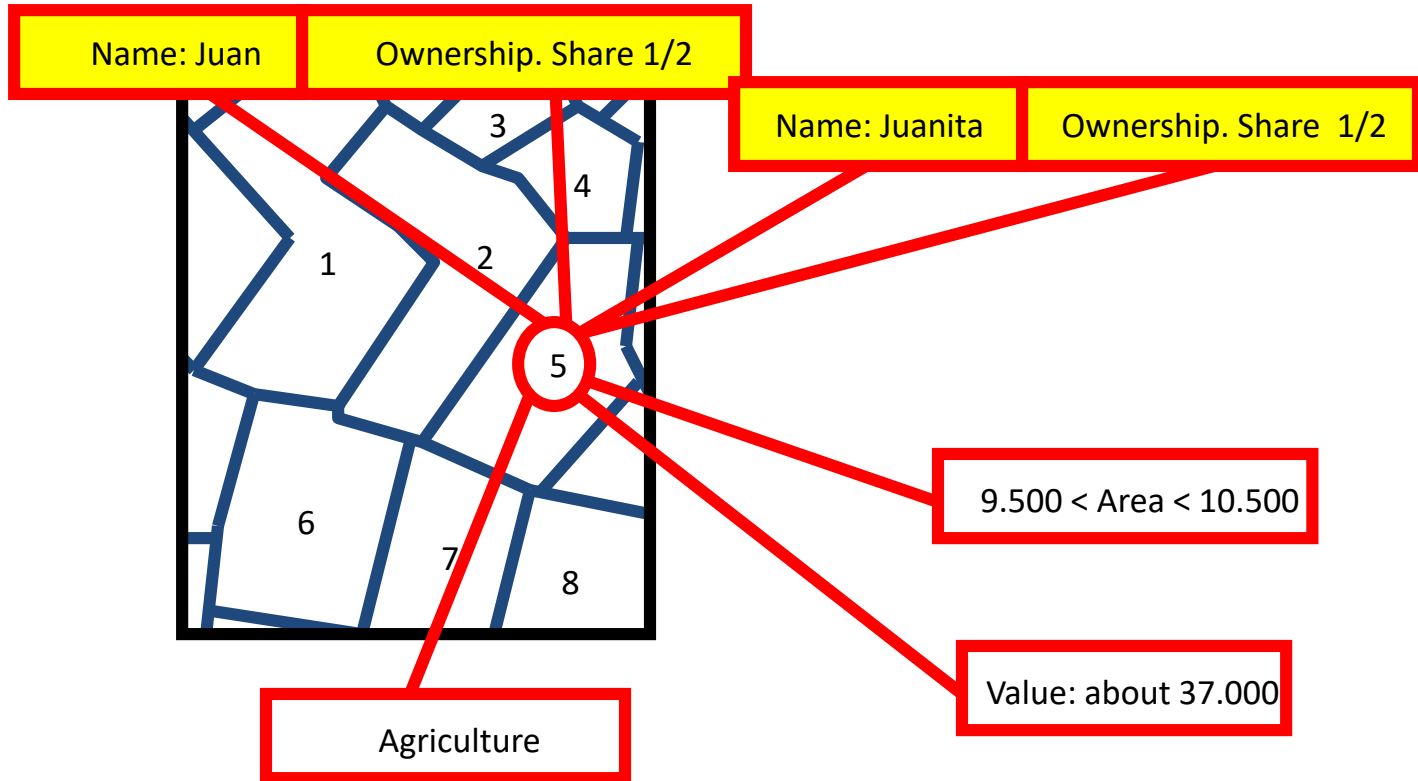 Name: Juan
Ownership. Share 1/2
Name: Juanita
Ownership. Share 1/2
3
4
2
1
5
9.500 < Area < 10.500
6
7
8
Value: about 37.000
Agriculture